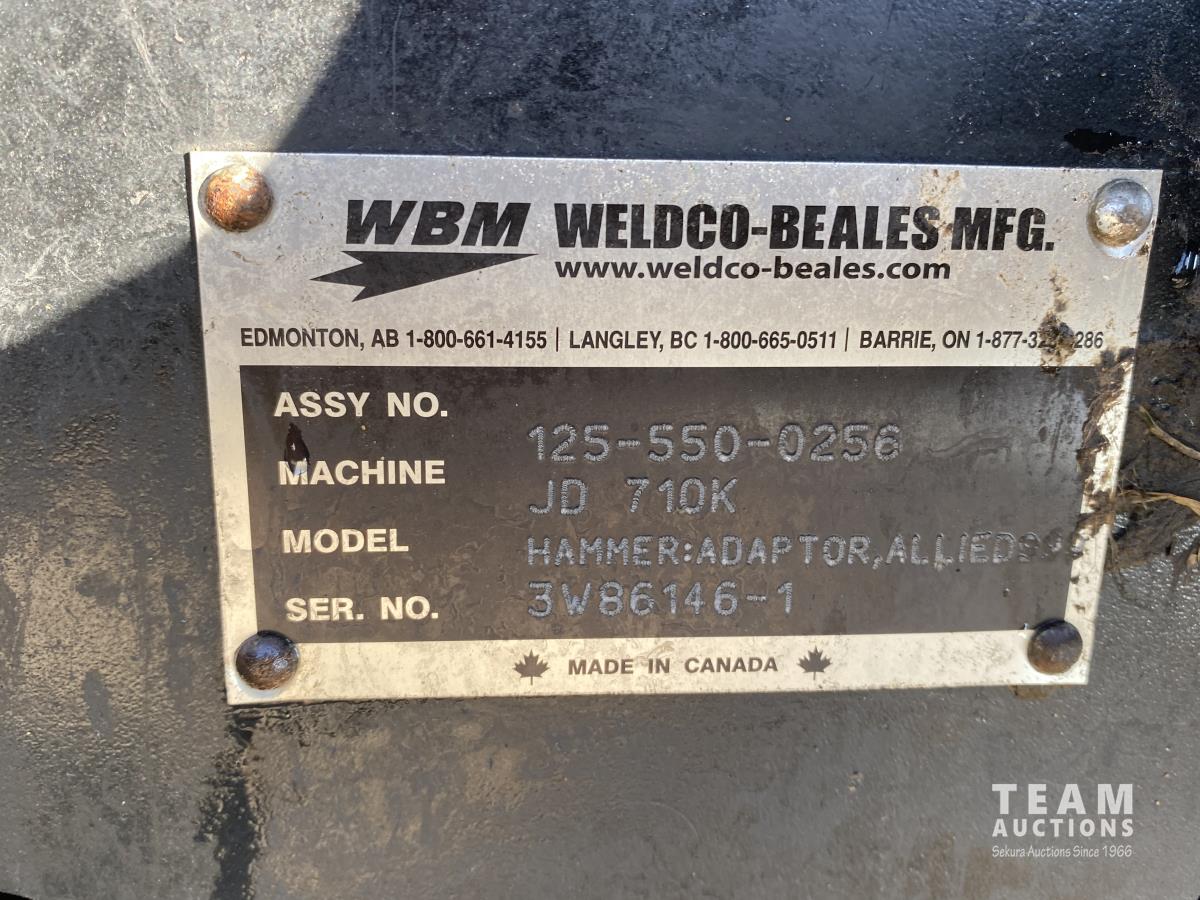 WBM WELDCO-BEALES MFG.
www.weldco-beales.com
EDMONTON, AB 1-800-661-4155 | LANGLEY, BC 1-800-665-0511 | BARRIE, ON
ASSY NO. 125-550-0256
MACHINE JD 710K
MODEL HAMMER:ADAPTOR,
SER. NO. 3W86146-1
MADE IN CANADA
TEAM
AUCTIONS
Sekura Auctions Since 1966